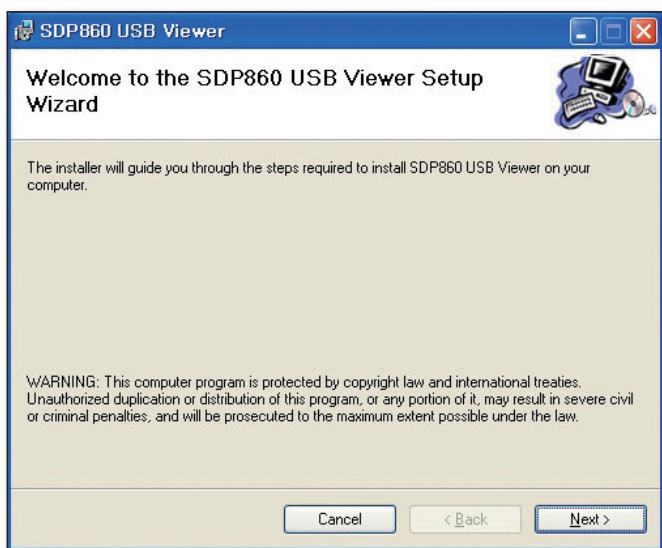 SDP860 USB Viewer
Welcome to the SDP860 USB Viewer Setup
Wizard
The installer will guide you through the steps required to install SDP860 USB Viewer on your
computer.
WARNING: This computer program is protected by copyright law and international treaties.
Unauthorized duplication or distribution of this program, or any portion of it, may result in severe civil
or criminal penalties, and will be prosecuted to the maximum extent possible under the law.
Cancel
< Back
Next >